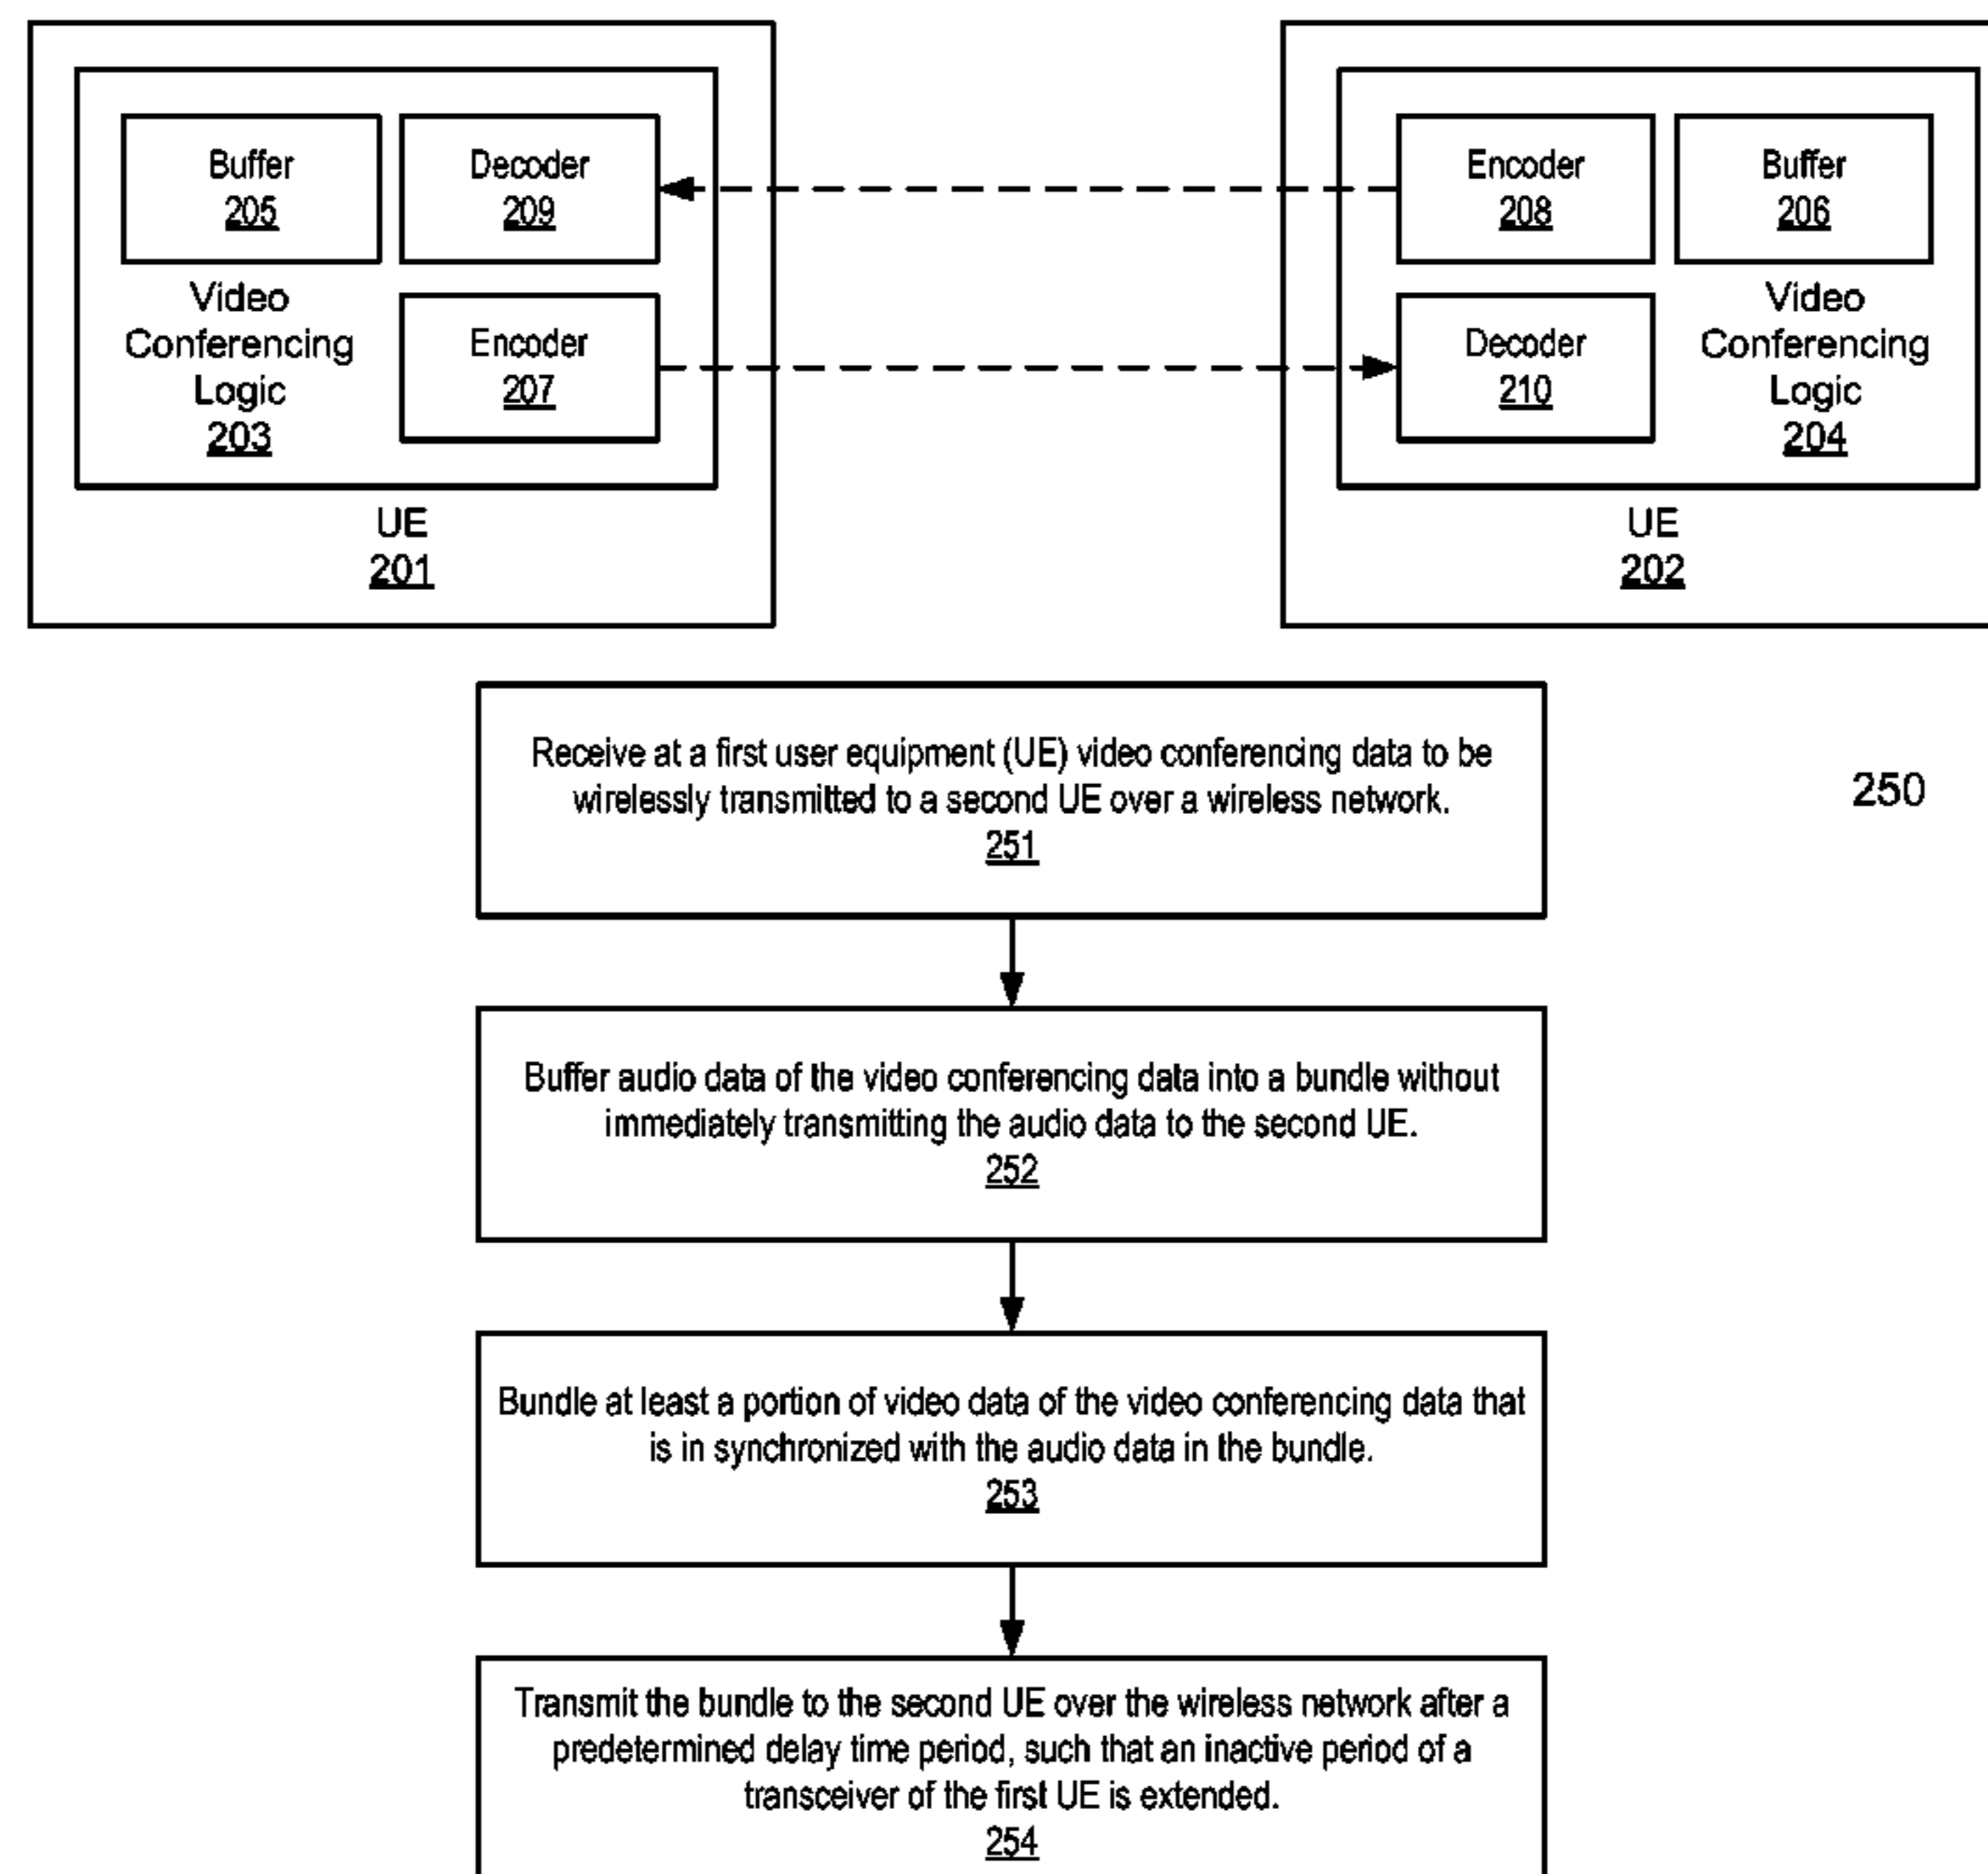 Buffer
205
Decoder
209
Video
Conferencing
Logic
203
Encoder
207
UE
201
Encoder
208
Buffer
206
Decoder
210
Video
Conferencing
Logic
204
UE
202
Receive at a first user equipment (UE) video conferencing data to be
wirelessly transmitted to a second UE over a wireless network.
251
250
Buffer audio data of the video conferencing data into a bundle without
immediately transmitting the audio data to the second UE.
252
Bundle at least a portion of video data of the video conferencing data that
is in synchronized with the audio data in the bundle.
253
Transmit the bundle to the second UE over the wireless network after a
predetermined delay time period, such that an inactive period of a
transceiver of the first UE is extended.
254